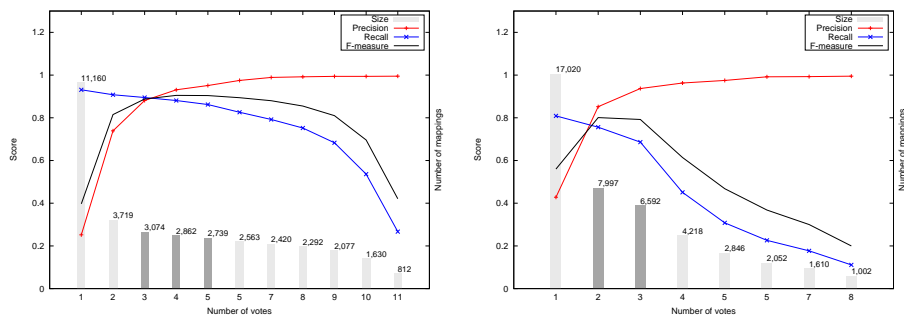 Size
Precision
Recall
F-measure
1.2
1
0.8
0.6
0.4
0.2
0
Score
Number of mappings
11,160
3,719
3,074
2,862
2,739
2,563
2,420
2,292
2,077
1,630
812
1 2 3 4 5 5 7 8 9 10 11
Number of votes
Size
Precision
Recall
F-measure
1.2
1
0.8
0.6
0.4
0.2
0
Score
Number of mappings
17,020
7,997
6,592
4,218
2,846
2,052
1,610
1,002
1 2 3 4 5 5 7 8
Number of votes